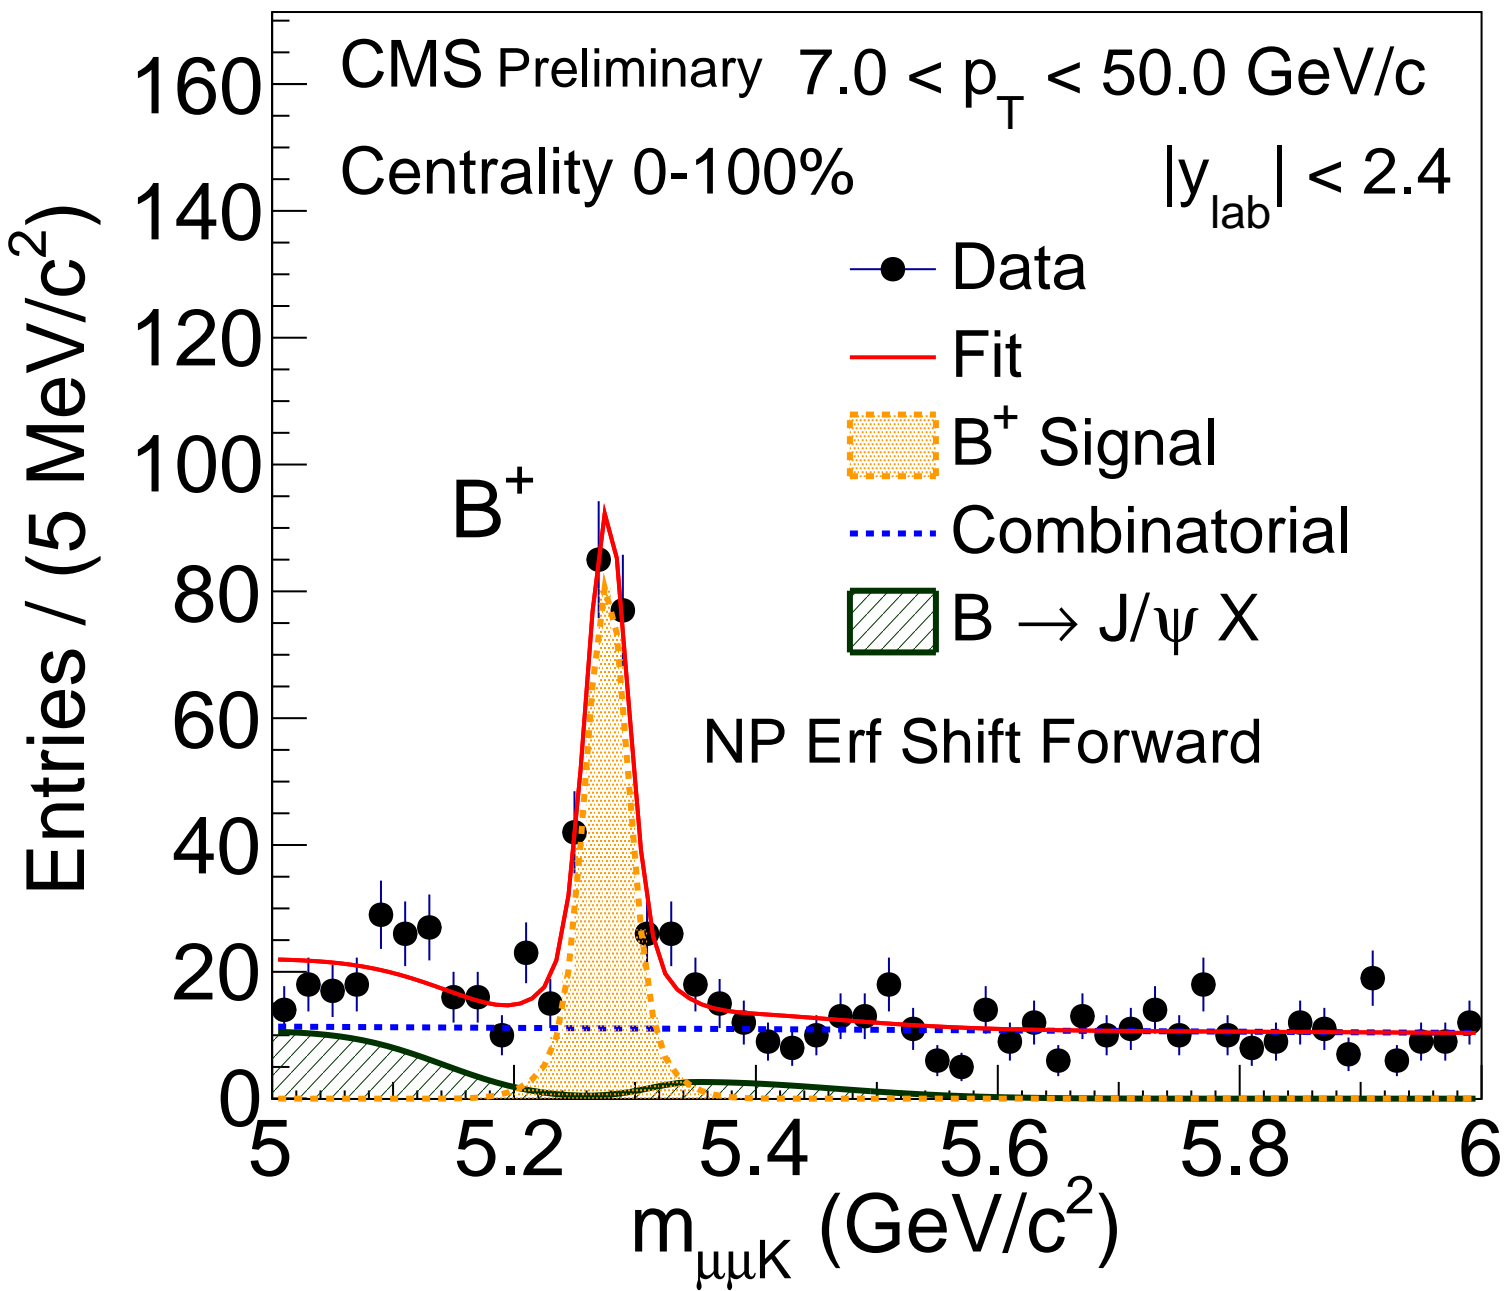 CMS Preliminary 7.0 < p_T < 50.0 GeV/c
Centrality 0-100% |y_lab| < 2.4
Data
Fit
B⁺ Signal
Combinatorial
B → J/ψ X
B⁺
NP Erf Shift Forward
Entries / (5 MeV/c²)
160
140
120
100
80
60
40
20
0
5 5.2 5.4 5.6 5.8 6
m_μμK (GeV/c²)